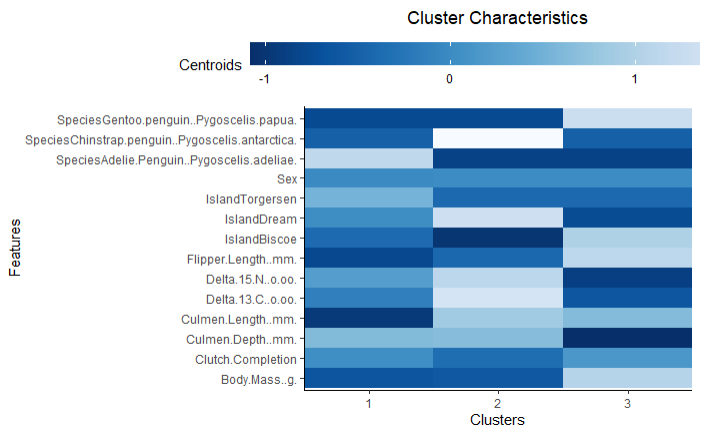 Cluster Characteristics
Centroids
-1 0 1
SpeciesGentoo.penguin..Pygoscelis.papua.
SpeciesChinstrap.penguin..Pygoscelis.antarctica.
SpeciesAdelie.Penguin..Pygoscelis.adeliae.
Sex
IslandTorgersen
IslandDream
IslandBiscoe
Flipper.Length..mm.
Delta.15.N..o.oo.
Delta.13.C..o.oo.
Culmen.Length..mm.
Culmen.Depth..mm.
Clutch.Completion
Body.Mass..g.
Features
1 2 3
Clusters